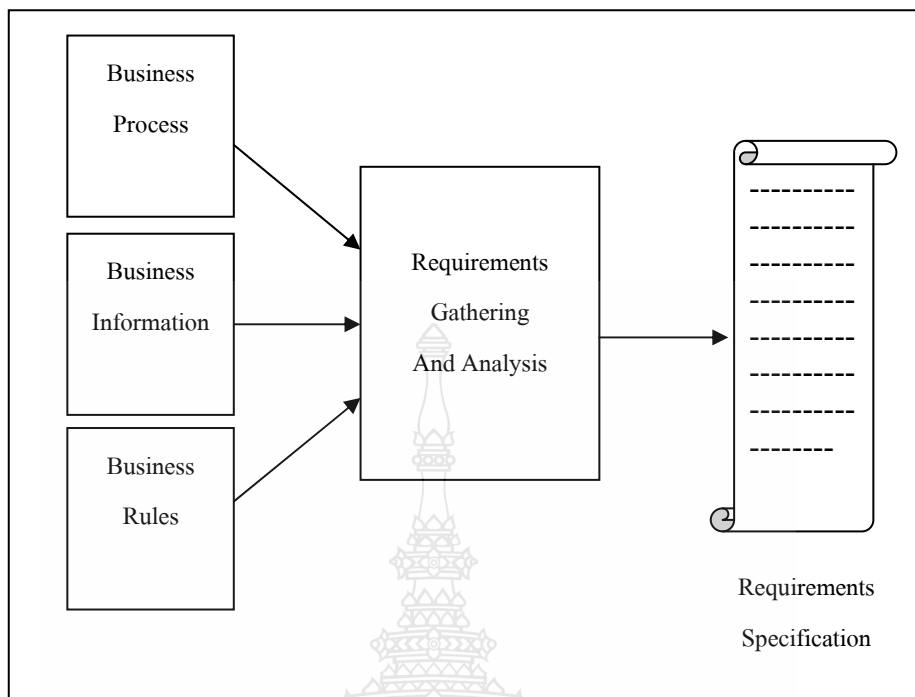 Business
Process
Business
Information
Business
Rules
Requirements
Gathering
And Analysis
Requirements
Specification